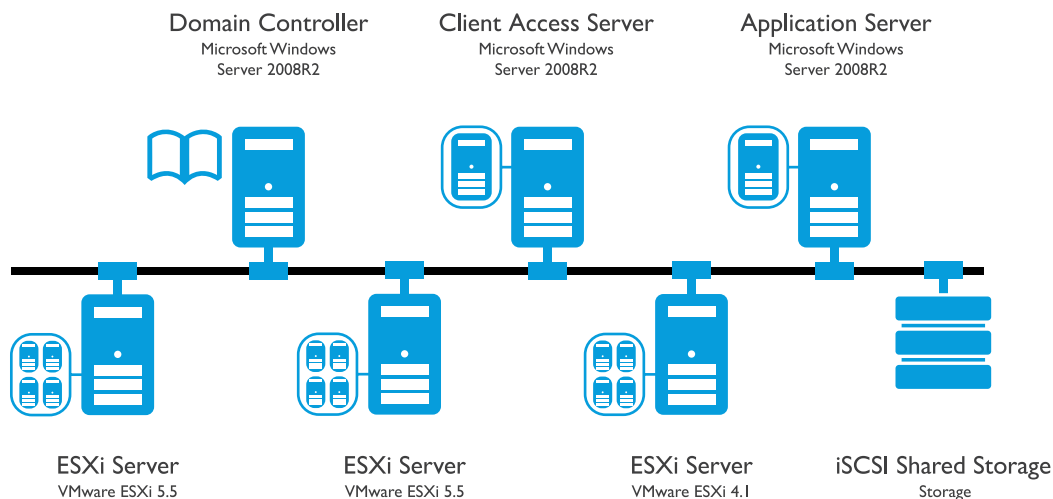 Domain Controller
Microsoft Windows
Server 2008R2
Client Access Server
Microsoft Windows
Server 2008R2
Application Server
Microsoft Windows
Server 2008R2
ESXi Server
VMware ESXi 5.5
ESXi Server
VMware ESXi 5.5
ESXi Server
VMware ESXi 4.1
iSCSI Shared Storage
Storage